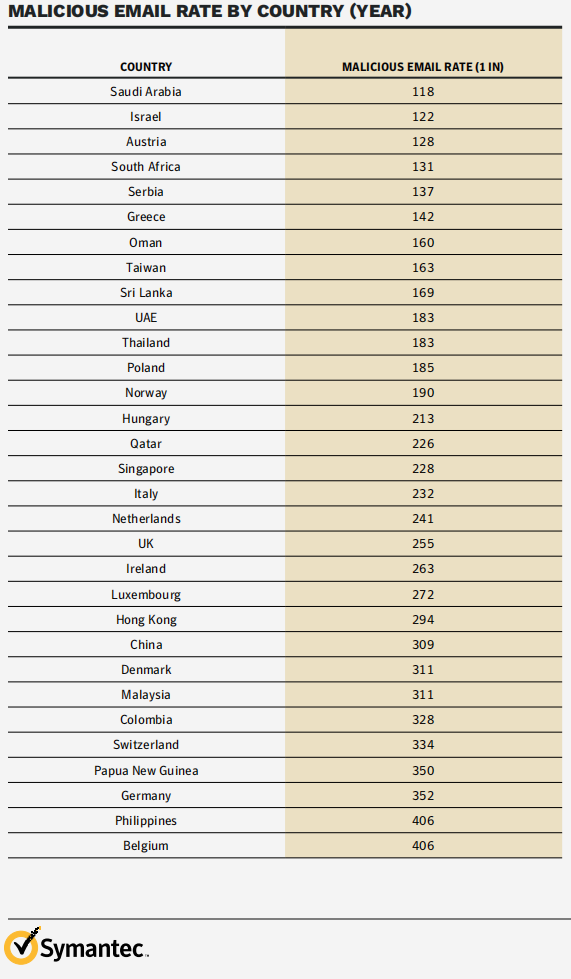 MALICIOUS EMAIL RATE BY COUNTRY (YEAR)
COUNTRY MALICIOUS EMAIL RATE (1 IN)
Saudi Arabia 118
Israel 122
Austria 128
South Africa 131
Serbia 137
Greece 142
Oman 160
Taiwan 163
Sri Lanka 169
UAE 183
Thailand 183
Poland 185
Norway 190
Hungary 213
Qatar 226
Singapore 228
Italy 232
Netherlands 241
UK 255
Ireland 263
Luxembourg 272
Hong Kong 294
China 309
Denmark 311
Malaysia 311
Colombia 328
Switzerland 334
Papua New Guinea 350
Germany 352
Philippines 406
Belgium 406
Symantec™